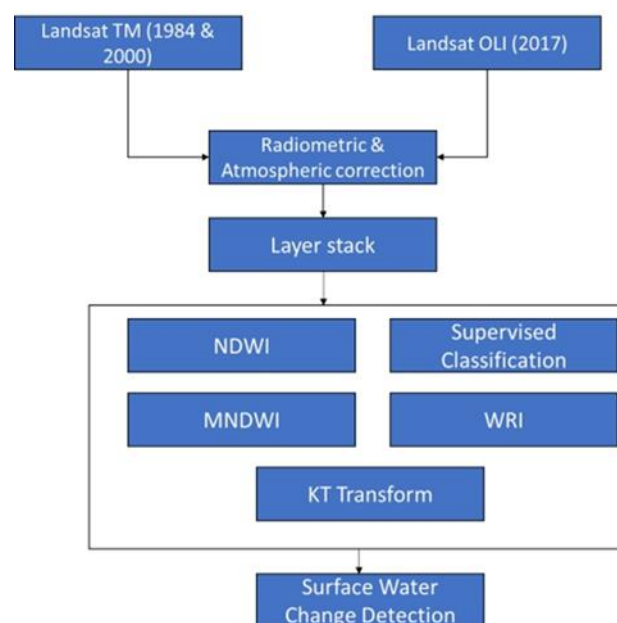 Landsat TM (1984 &
2000)
Landsat OLI (2017)
Radiometric &
Atmospheric correction
Layer stack
NDWI
Supervised
Classification
MNDWI
WRI
KT Transform
Surface Water
Change Detection